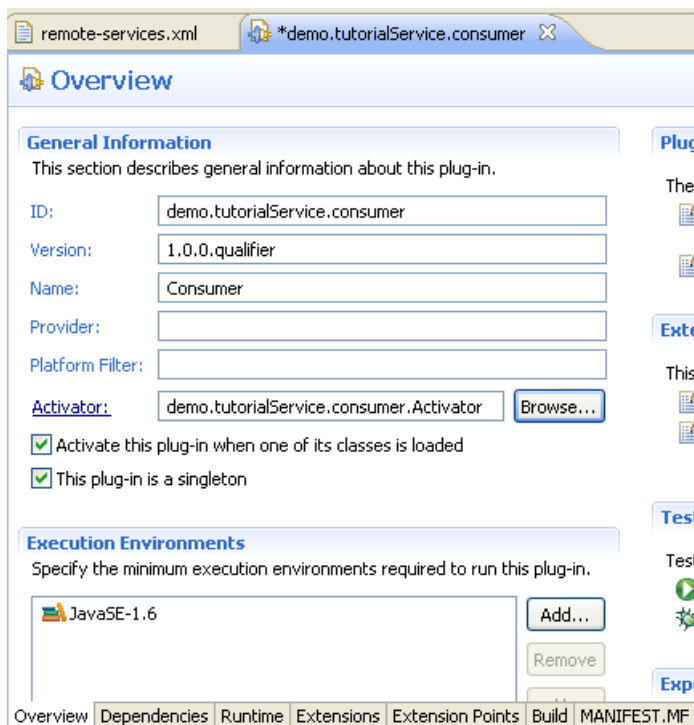 remote-services.xml
*demo.tutorialService.consumer
Overview
General Information
This section describes general information about this plug-in.
ID: demo.tutorialService.consumer
Version: 1.0.0.qualifier
Name: Consumer
Provider:
Platform Filter:
Activator: demo.tutorialService.consumer.Activator Browse...
Activate this plug-in when one of its classes is loaded
This plug-in is a singleton
Execution Environments
Specify the minimum execution environments required to run this plug-in.
JavaSE-1.6
Add...
Remove
Plug
The
Exte
This
Tes
Test
Expo
Overview Dependencies Runtime Extensions Extension Points Build MANIFEST.ME